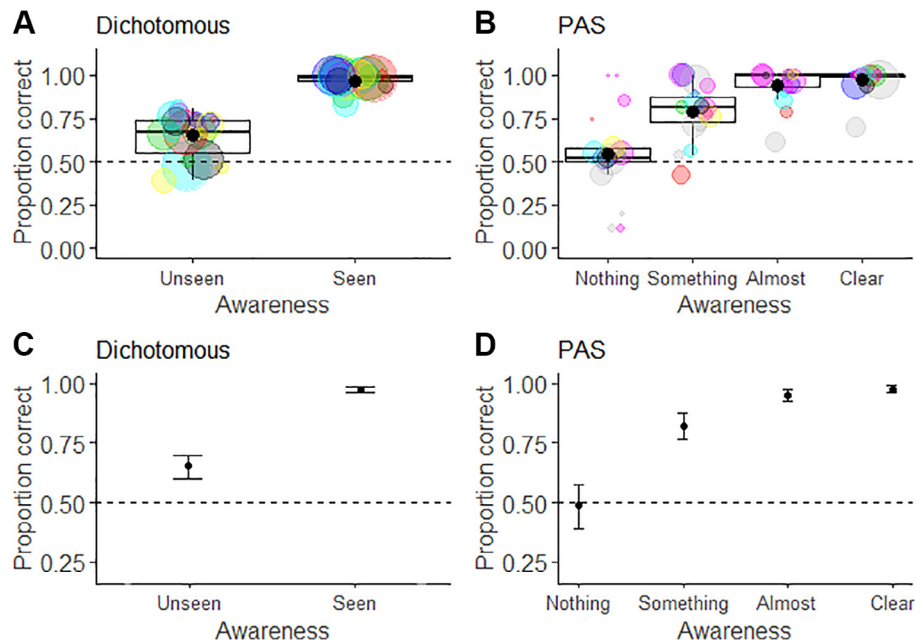 A Dichotomous
Proportion correct
1.00
0.75
0.50
0.25
0.00
Unseen Seen
Awareness
B PAS
Proportion correct
1.00
0.75
0.50
0.25
0.00
Nothing Something Almost Clear
Awareness
C Dichotomous
Proportion correct
1.00
0.75
0.50
0.25
Unseen Seen
Awareness
D PAS
Proportion correct
1.00
0.75
0.50
0.25
Nothing Something Almost Clear
Awareness